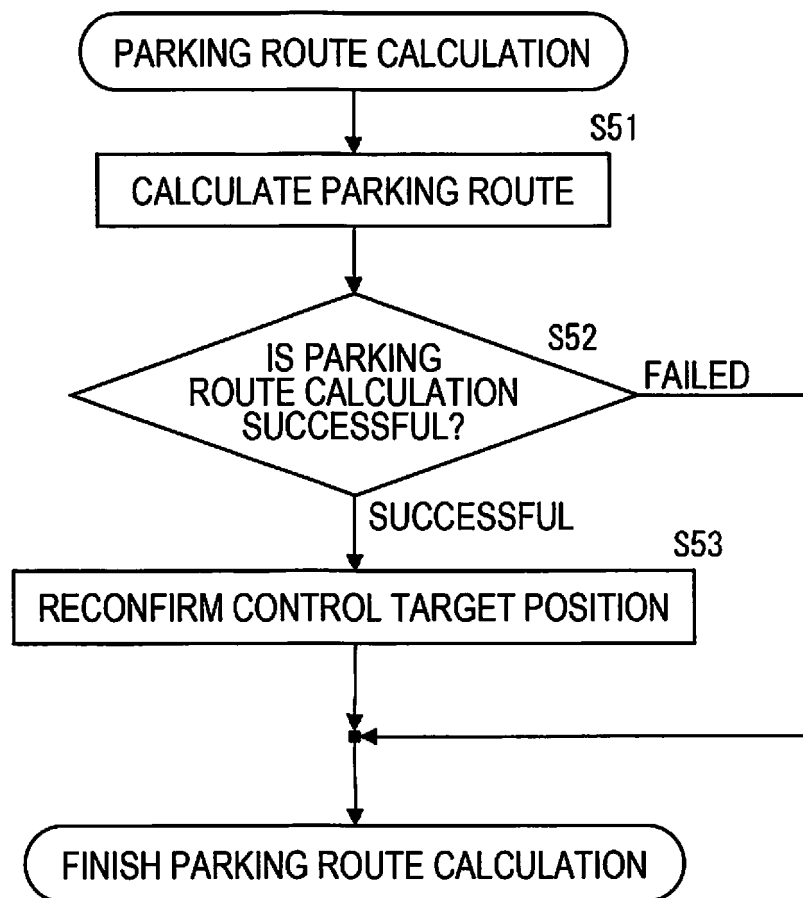 PARKING ROUTE CALCULATION
S51
CALCULATE PARKING ROUTE
S52
IS PARKING
ROUTE CALCULATION
SUCCESSFUL?
FAILED
SUCCESSFUL
S53
RECONFIRM CONTROL TARGET POSITION
FINISH PARKING ROUTE CALCULATION